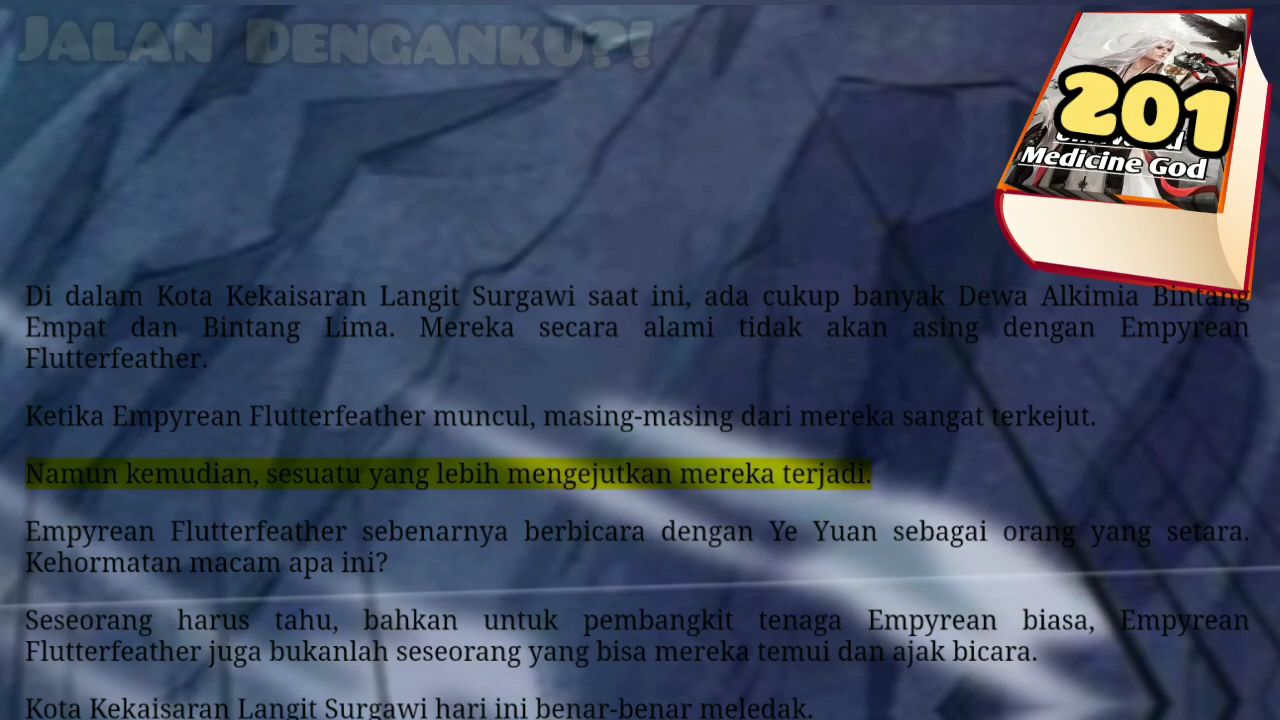 Jalan Denganku?!
201
Medicine God
Di dalam Kota Kekaisaran Langit Surgawi saat ini, ada cukup banyak Dewa Alkimia Bintang
Empat dan Bintang Lima. Mereka secara alami tidak akan asing dengan Empyrean
Flutterfeather.
Ketika Empyrean Flutterfeather muncul, masing-masing dari mereka sangat terkejut.
Namun kemudian, sesuatu yang lebih mengejutkan mereka terjadi.
Empyrean Flutterfeather sebenarnya berbicara dengan Ye Yuan sebagai orang yang setara.
Kehormatan macam apa ini?
Seseorang harus tahu, bahkan untuk pembangkit tenaga Empyrean biasa, Empyrean
Flutterfeather juga bukanlah seseorang yang bisa mereka temui dan ajak bicara.
Kota Kekaisaran Langit Surgawi hari ini benar-benar meledak.